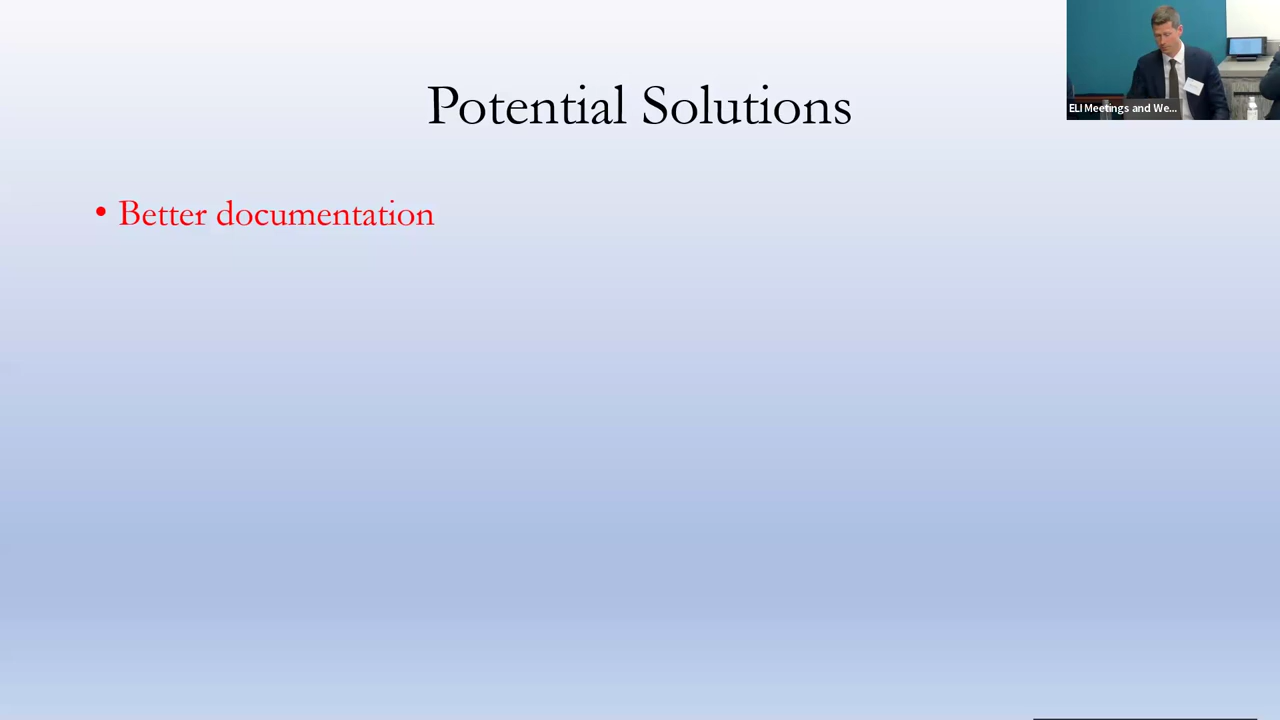 Potential Solutions
• Better documentation
ELI Meetings and We...